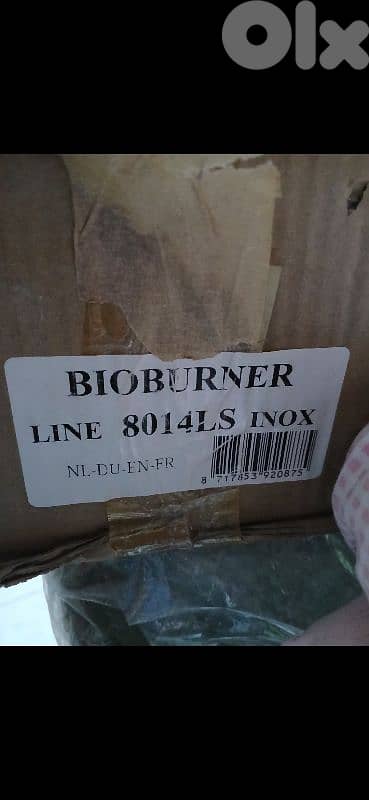 OLX
BIOBURNER
LINE 8014LS INOX
NL-DU-EN-FR
8 717853 920875